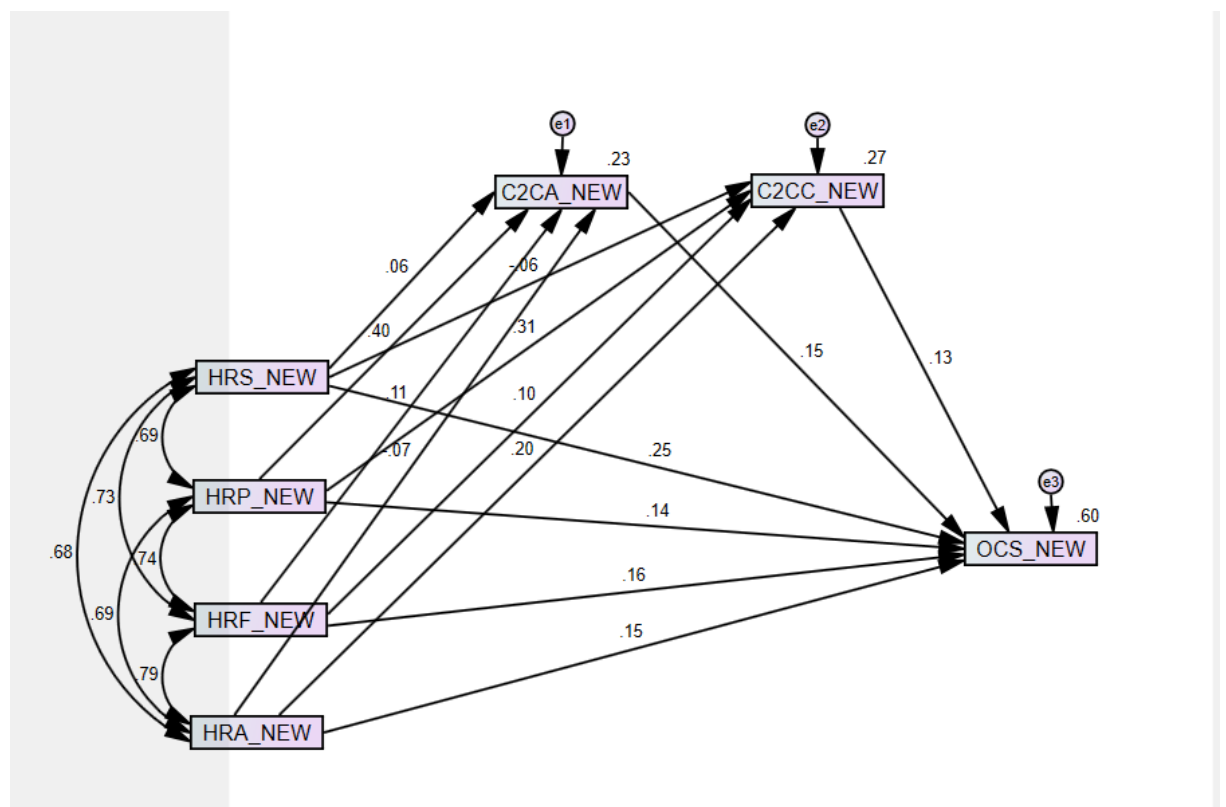 e1
e2
.23
.27
C2CA_NEW
C2CC_NEW
.06
-.06
.40
.31
.15
.13
HRS_NEW
.11
.10
.69
-.07
.20
.25
e3
.73
HRP_NEW
.14
.60
.68
.74
OCS_NEW
.16
.69
HRF_NEW
.15
.79
HRA_NEW